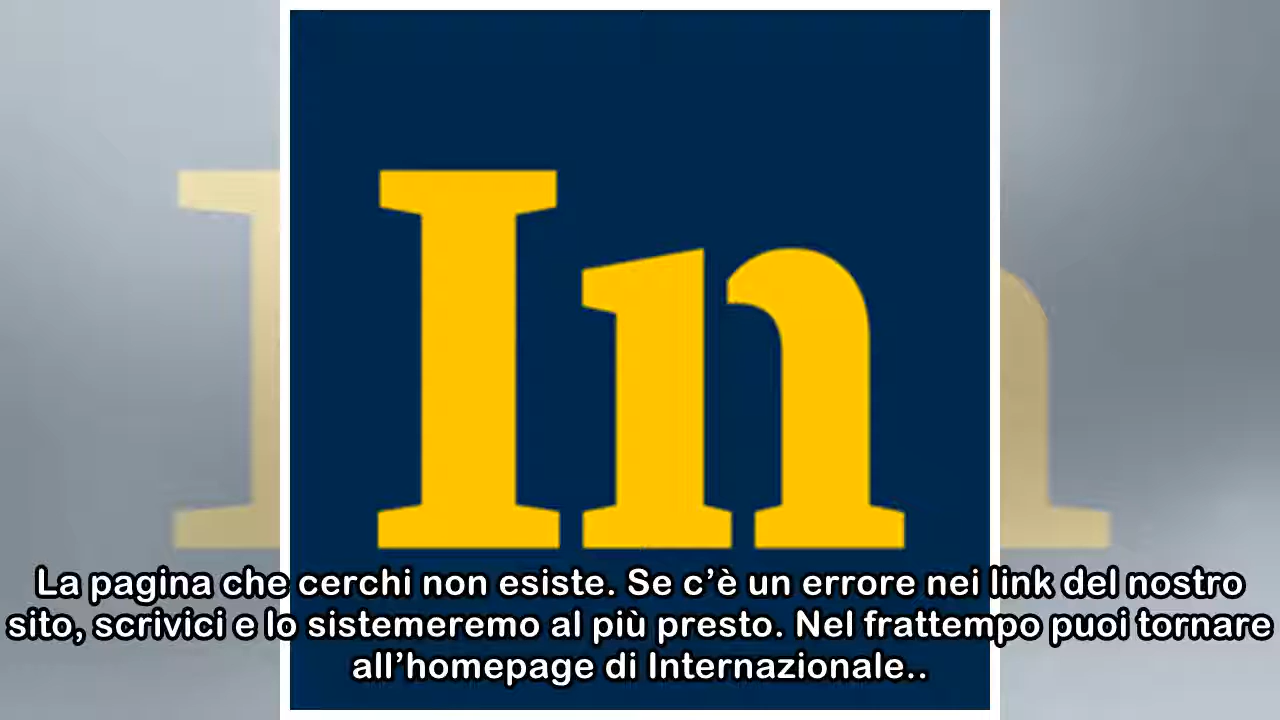 In
La pagina che cerchi non esiste. Se c’è un errore nei link del nostro
sito, scrivici e lo sistemeremo al più presto. Nel frattempo puoi tornare
all’homepage di Internazionale..